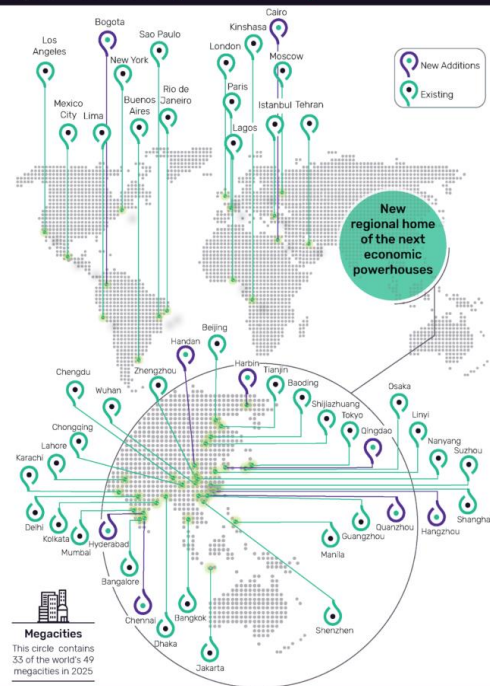 Cairo
Bogota
Kinshasa
Sao Paulo
Los
Angeles
London
Moscow
New York
New Additions
Paris
Rio de
Janeiro
Existing
Mexico
City
Lima
Buenos
Aires
Istanbul
Tehran
Lagos
New
regional home
of the next
economic
powerhouses
Beijing
Handan
Harbin
Zhengzhou
Tianjin
Chengdu
Baoding
Wuhan
Shijiazhuang
Osaka
Tokyo
Linyi
Chongqing
Qingdao
Nanyang
Lahore
Suzhou
Karachi
Delhi
Kolkata
Mumbai
Hyderabad
Guangzhou
Quanzhou
Hangzhou
Shangha
Manila
Bangalore
Chennai
Dhaka
Bangkok
Jakarta
Shenzhen
Megacities
This circle contains
33 of the world's 49
megacities in 2025